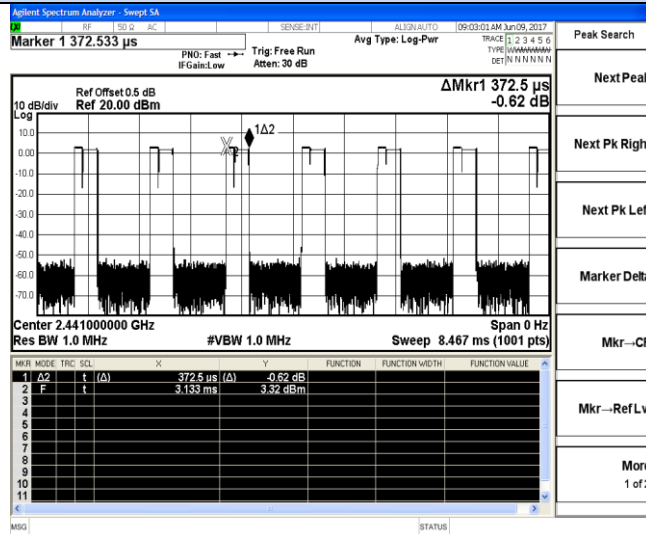 Agilent Spectrum Analyzer - Swept SA
RF 50 Ω AC SENSE:INT ALIGN AUTO 09:03:01 AM Jun 09, 2017
Marker 1 372.533 µs
PNO: Fast
IFGain:Low
Trig: Free Run
Atten: 30 dB
Avg Type: Log-Pwr
TRACE 1 2 3 4 5 6
TYPE
DET N N N N N N
Peak Search
Ref Offset 0.5 dB
ΔMkr1 372.5 µs
10 dB/div Ref 20.00 dBm
-0.62 dB
Log
10.0
0.00
-10.0
-20.0
-30.0
-40.0
-50.0
-60.0
-70.0
1Δ2
2
Center 2.441000000 GHz
Span 0 Hz
Res BW 1.0 MHz #VBW 1.0 MHz Sweep 8.467 ms (1001 pts)
MKR MODE TRC SCL X Y FUNCTION FUNCTION WIDTH FUNCTION VALUE
1 Δ2 t (Δ) 372.5 µs (Δ) -0.62 dB
2 F t 3.133 ms 3.32 dBm
3
4
5
6
7
8
9
10
11
MSG STATUS
Next Peal
Next Pk Righ
Next Pk Lef
Marker Delta
Mkr→CF
Mkr→Ref Lv
More
1 of 2